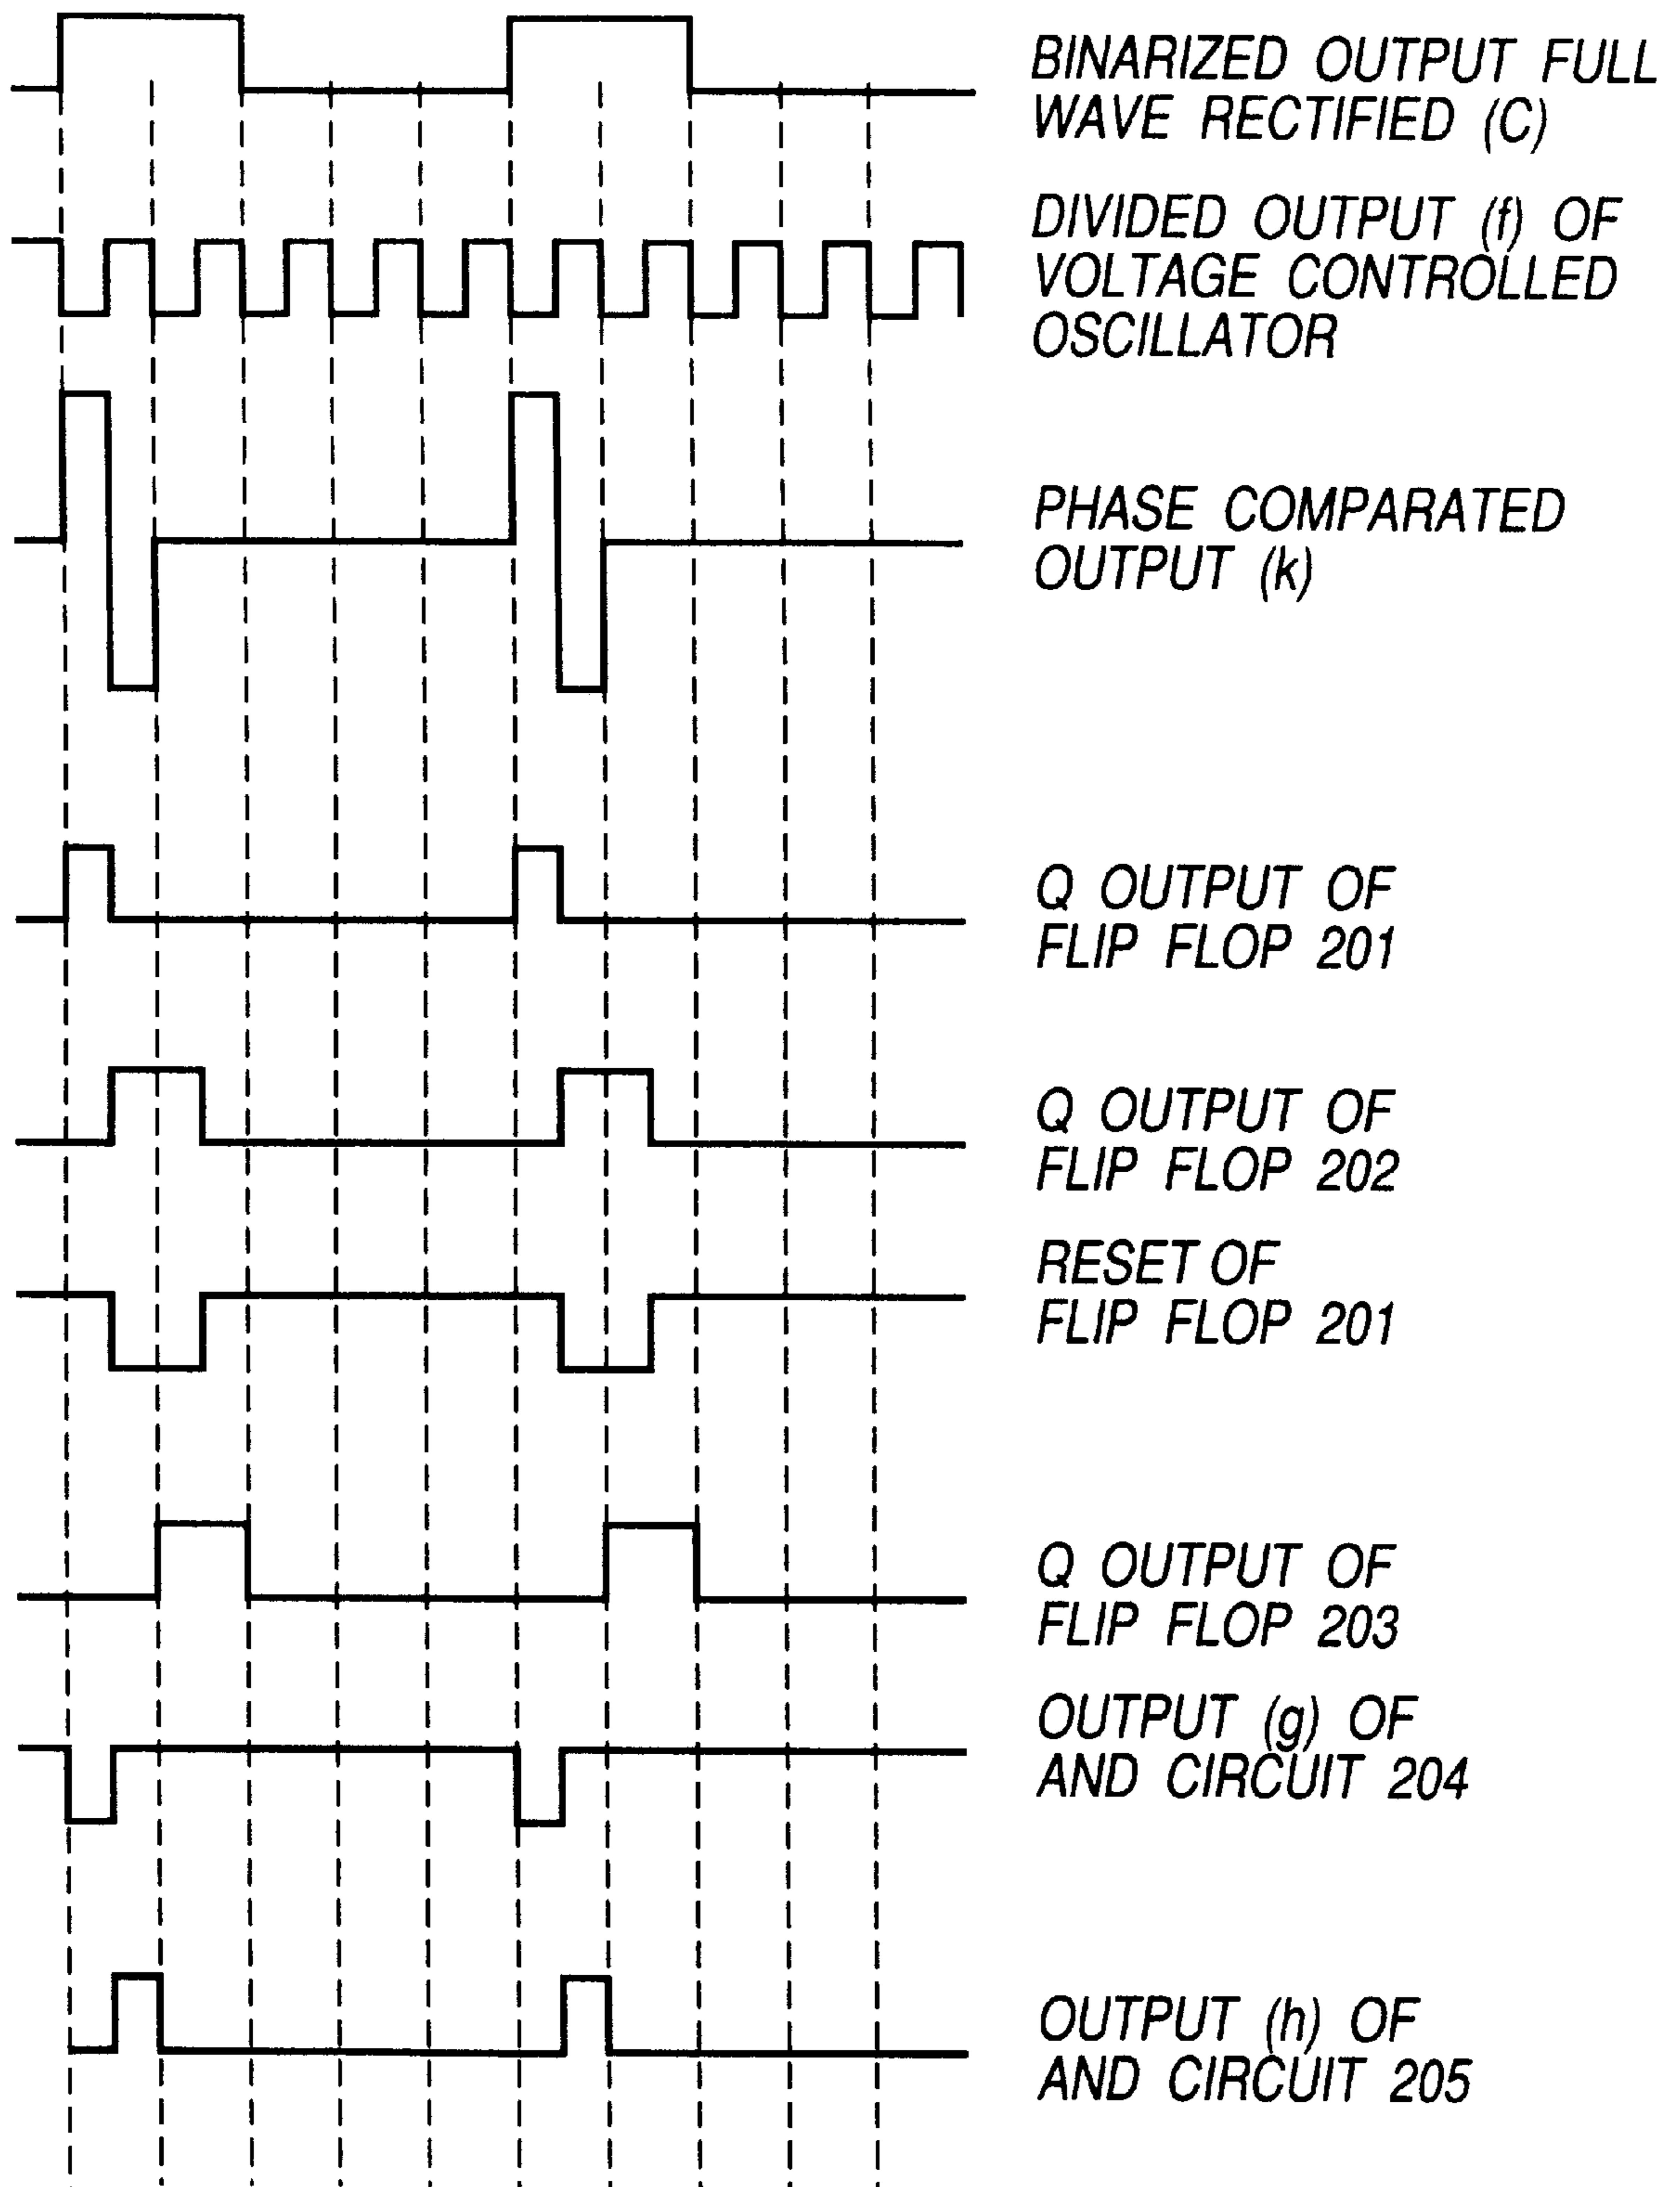 BINARIZED OUTPUT FULL
WAVE RECTIFIED (C)
DIVIDED OUTPUT (f) OF
VOLTAGE CONTROLLED
OSCILLATOR
PHASE COMPARATED
OUTPUT (k)
Q OUTPUT OF
FLIP FLOP 201
Q OUTPUT OF
FLIP FLOP 202
RESET OF
FLIP FLOP 201
Q OUTPUT OF
FLIP FLOP 203
OUTPUT (g) OF
AND CIRCUIT 204
OUTPUT (h) OF
AND CIRCUIT 205